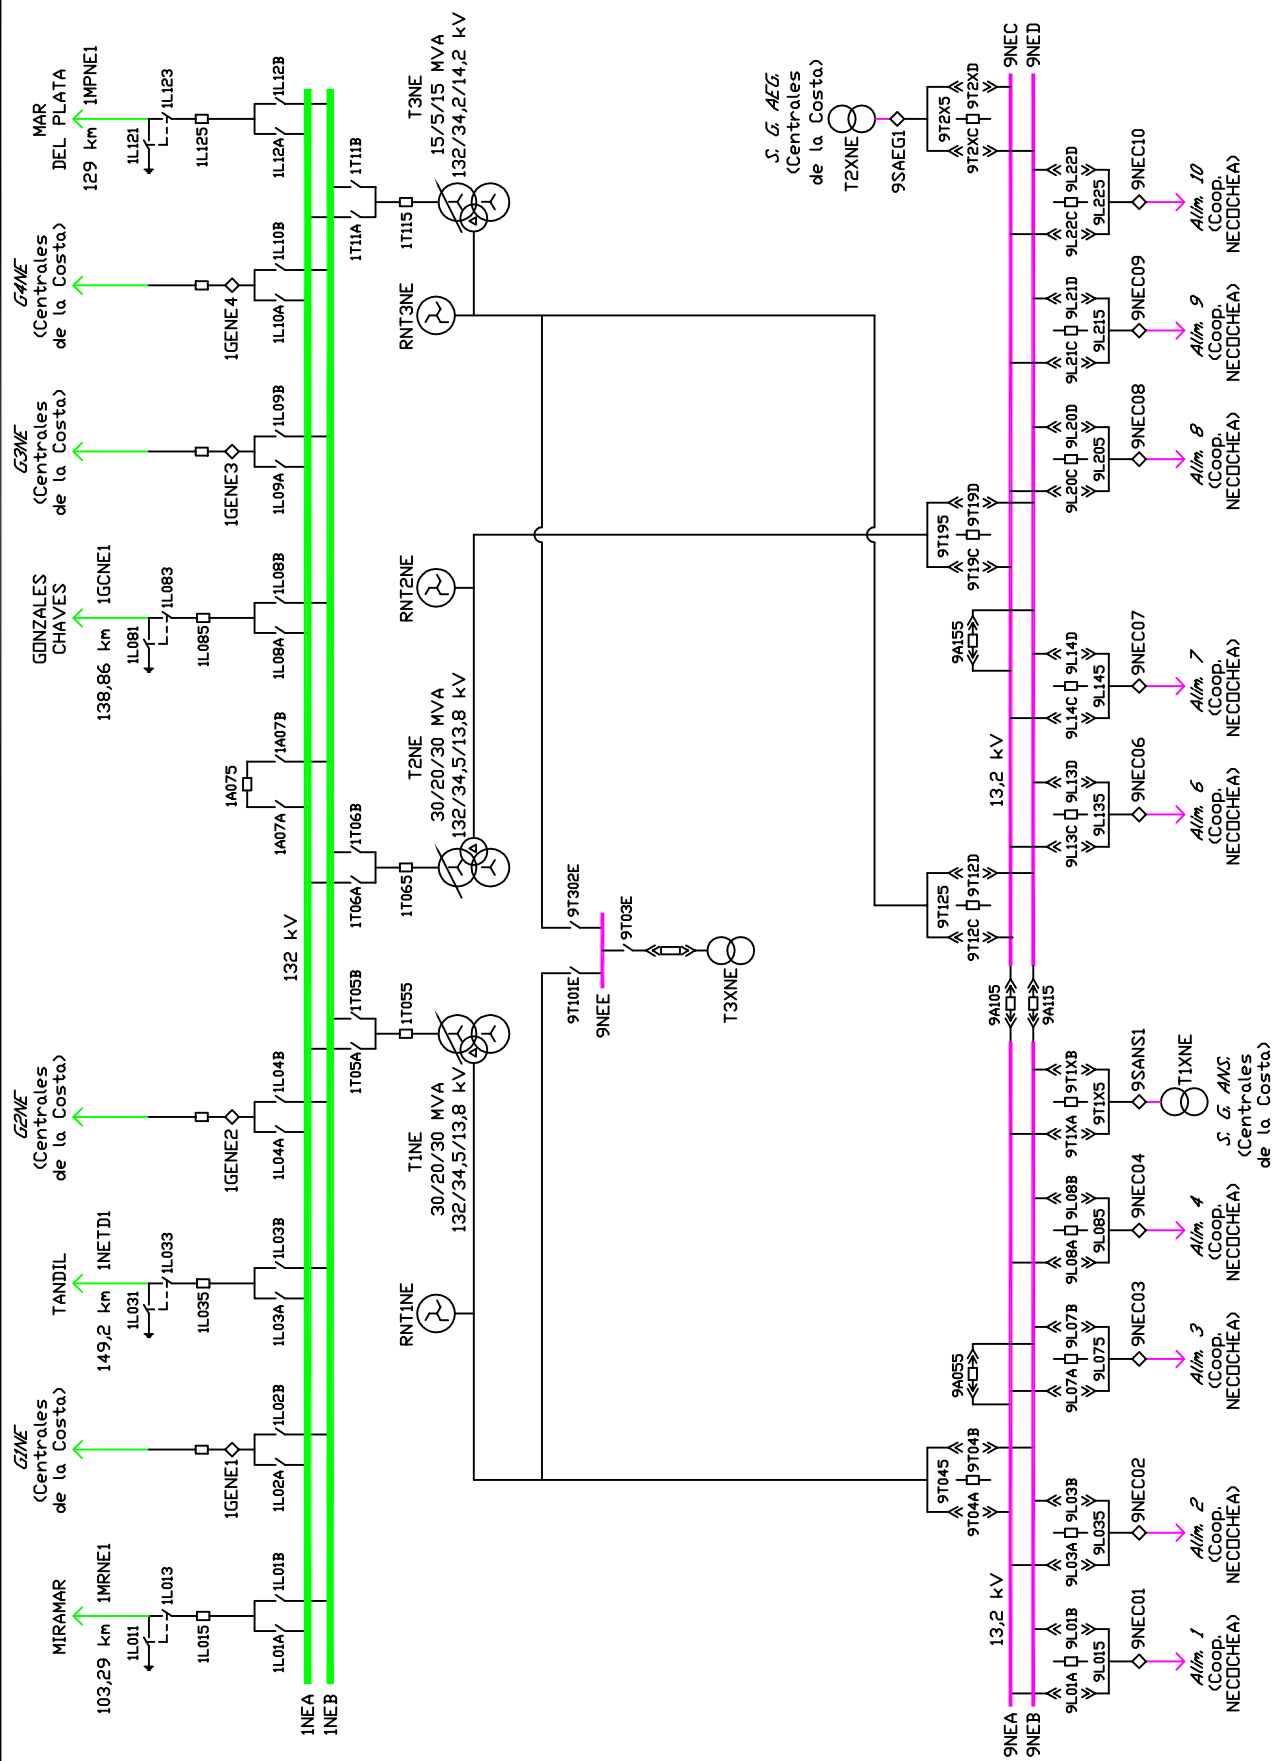 MIRAMAR
103,29 km 1MRNE1
1L011
1L013
1L015
1L01A
1L01B
G1NE
(Centrales
de la Costa)
1GENE1
1L02A
1L02B
TANDIL
149,2 km 1NETD1
1L031
1L033
1L035
1L03A
1L03B
G2NE
(Centrales
de la Costa)
1GENE2
1L04A
1L04B
1A075
1A07A
1A07B
GONZALES
CHAVES
138,86 km 1GCNE1
1L081
1L083
1L085
1L08A
1L08B
G3NE
(Centrales
de la Costa)
1GENE3
1L09A
1L09B
G4NE
(Centrales
de la Costa)
1GENE4
1L10A
1L10B
MAR
DEL PLATA
129 km 1MPNE1
1L121
1L123
1L125
1L12A
1L12B
132 kV
1NEA
1NEB
1T05A
1T05B
1T055
T1NE
30/20/30 MVA
132/34,5/13,8 kV
RNT1NE
1T06A
1T06B
1T065
T2NE
30/20/30 MVA
132/34,5/13,8 kV
RNT2NE
1T11A
1T11B
1T115
T3NE
15/5/15 MVA
132/34,2/14,2 kV
RNT3NE
9T101E
9T302E
9NEE
9T03E
T3XNE
S. G. AEG.
(Centrales
de la Costa)
T2XNE
9SAEG1
9T2X5
9T2XC
9T2XD
9T045
9T04A
9T04B
9A055
9T125
9T12C
9T12D
9A155
9T195
9T19C
9T19D
13,2 kV
13,2 kV
9NEA
9NEB
9A105
9A115
9NEC
9NED
9L01A
9L01B
9L015
9NEC01
Alim. 1
(Coop.
NECOCHEA)
9L03A
9L03B
9L035
9NEC02
Alim. 2
(Coop.
NECOCHEA)
9L07A
9L07B
9L075
9NEC03
Alim. 3
(Coop.
NECOCHEA)
9L08A
9L08B
9L085
9NEC04
Alim. 4
(Coop.
NECOCHEA)
9T1XA
9T1XB
9T1X5
9SANS1
T1XNE
S. G. ANS.
(Centrales
de la Costa)
9L13C
9L13D
9L135
9NEC06
Alim. 6
(Coop.
NECOCHEA)
9L14C
9L14D
9L145
9NEC07
Alim. 7
(Coop.
NECOCHEA)
9L20C
9L20D
9L205
9NEC08
Alim. 8
(Coop.
NECOCHEA)
9L21C
9L21D
9L215
9NEC09
Alim. 9
(Coop.
NECOCHEA)
9L22C
9L22D
9L225
9NEC10
Alim. 10
(Coop.
NECOCHEA)